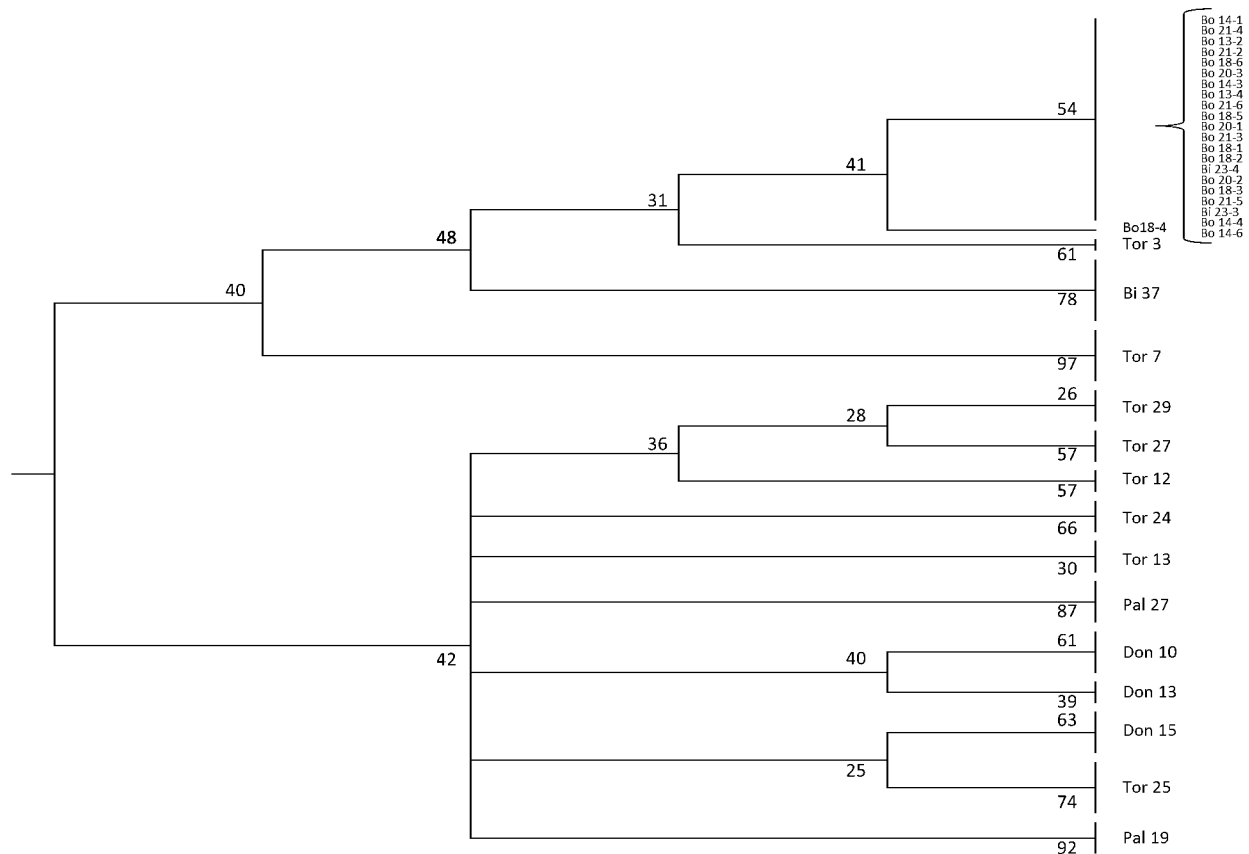 Bo 14-1
Bo 21-4
Bo 13-2
Bo 21-2
Bo 18-6
Bo 20-3
Bo 14-3
Bo 13-4
Bo 21-6
Bo 18-5
Bo 20-1
Bo 21-3
Bo 18-1
Bo 18-2
Bi 23-4
Bo 20-2
Bo 18-3
Bo 21-5
Bi 23-3
Bo 14-4
Bo 14-6
54
41
31
Bo18-4
48
Tor 3
61
40
78
Bi 37
97
Tor 7
26
Tor 29
28
36
57
Tor 27
57
Tor 12
66
Tor 24
30
Tor 13
87
Pal 27
61
Don 10
42
40
39
Don 13
63
Don 15
25
74
Tor 25
92
Pal 19